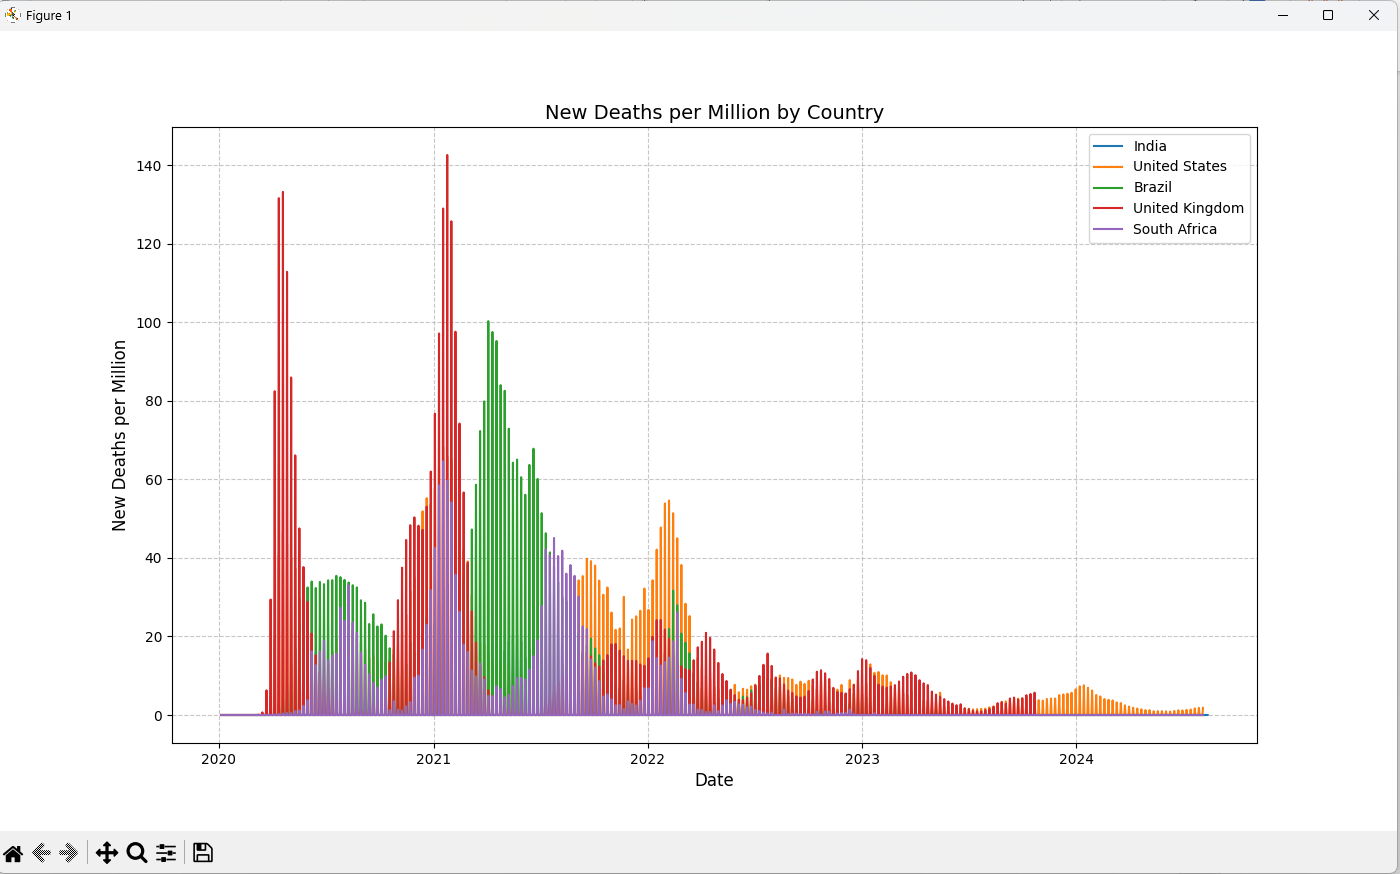 Figure 1
New Deaths per Million by Country
India
United States
Brazil
United Kingdom
South Africa
New Deaths per Million
140
120
100
80
60
40
20
0
2020 2021 2022 2023 2024
Date